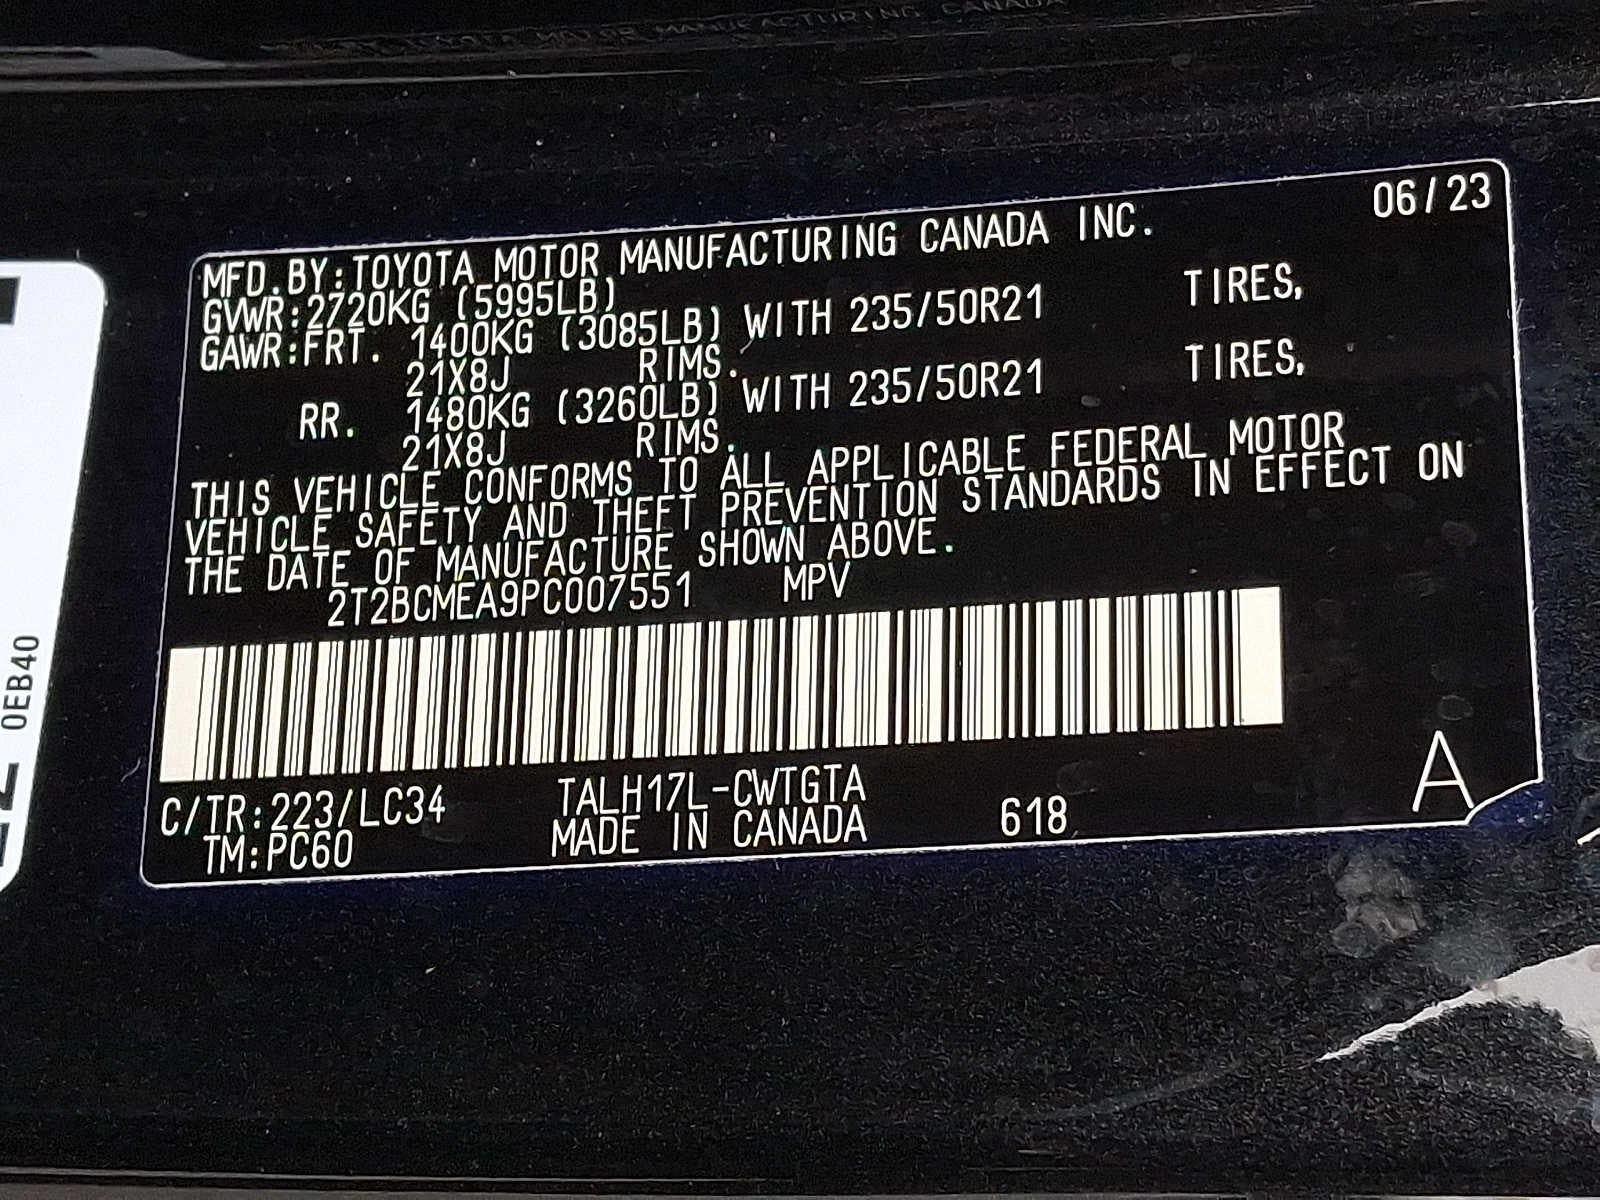 MFD.BY:TOYOTA MOTOR MANUFACTURING CANADA INC. 06/23
GVWR:2720KG (5995LB)
GAWR:FRT. 1400KG (3085LB) WITH 235/50R21 TIRES,
21X8J RIMS.
RR. 1480KG (3260LB) WITH 235/50R21 TIRES,
21X8J RIMS.
THIS VEHICLE CONFORMS TO ALL APPLICABLE FEDERAL MOTOR
VEHICLE SAFETY AND THEFT PREVENTION STANDARDS IN EFFECT ON
THE DATE OF MANUFACTURE SHOWN ABOVE.
2T2BCMEA9PC007551 MPV
C/TR:223/LC34 TALH17L-CWTGTA
TM:PC60 MADE IN CANADA 618 A
0EB40